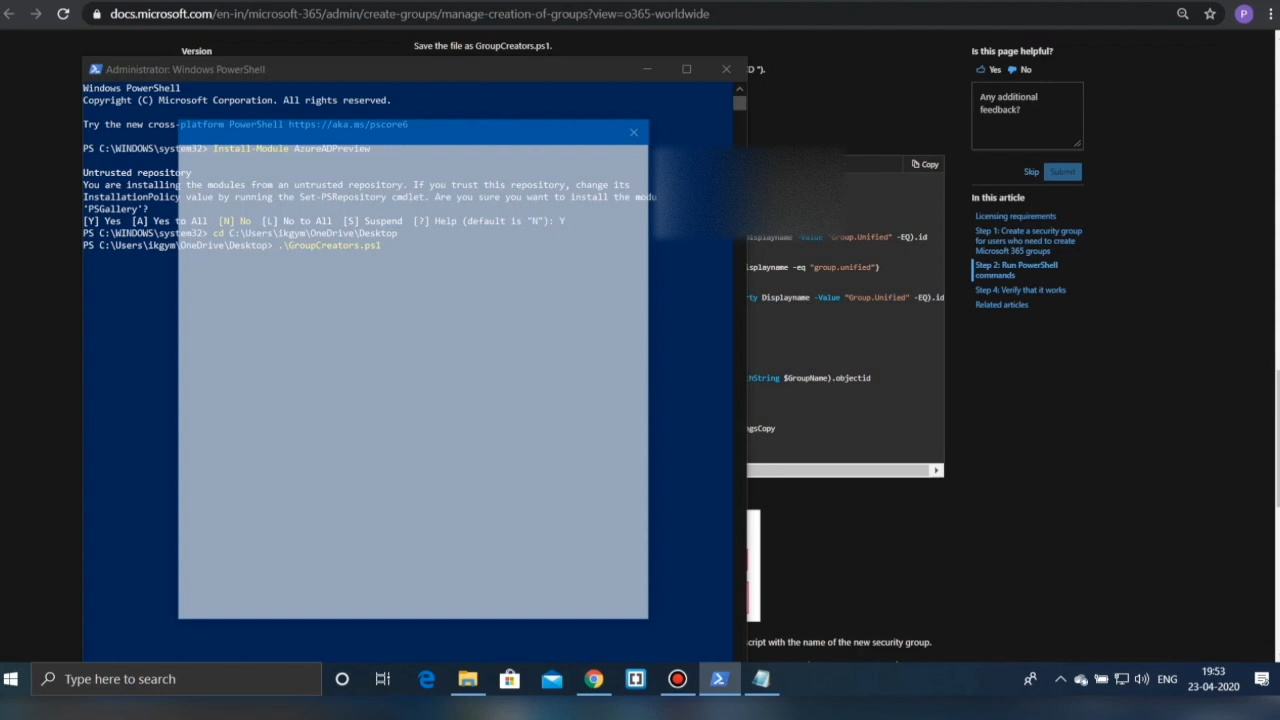 docs.microsoft.com/en-in/microsoft-365/admin/create-groups/manage-creation-of-groups?view=o365-worldwide
P
Version
Save the file as GroupCreators.ps1.
Administrator: Windows PowerShell
D ").
Windows PowerShell
Copyright (C) Microsoft Corporation. All rights reserved.
Try the new cross-platform PowerShell https://aka.ms/pscore6
PS C:\WINDOWS\system32> Install-Module AzureADPreview
Untrusted repository
You are installing the modules from an untrusted repository. If you trust this repository, change its
InstallationPolicy value by running the Set-PSRepository cmdlet. Are you sure you want to install the modu
'PSGallery'?
[Y] Yes [A] Yes to All [N] No [L] No to All [S] Suspend [?] Help (default is "N"): Y
PS C:\WINDOWS\system32> cd C:\Users\ikgym\OneDrive\Desktop
PS C:\Users\ikgym\OneDrive\Desktop> .\GroupCreators.ps1
Copy
Displayname -Value "Group.Unified" -EQ).id
isplayname -eq "group.unified"}
rty Displayname -Value "Group.Unified" -EQ).id
hString $GroupName).objectid
ngsCopy
cript with the name of the new security group.
Is this page helpful?
Yes No
Any additional
feedback?
Skip Submit
In this article
Licensing requirements
Step 1: Create a security group
for users who need to create
Microsoft 365 groups
Step 2: Run PowerShell
commands
Step 4: Verify that it works
Related articles
Type here to search
ENG
19:53
23-04-2020